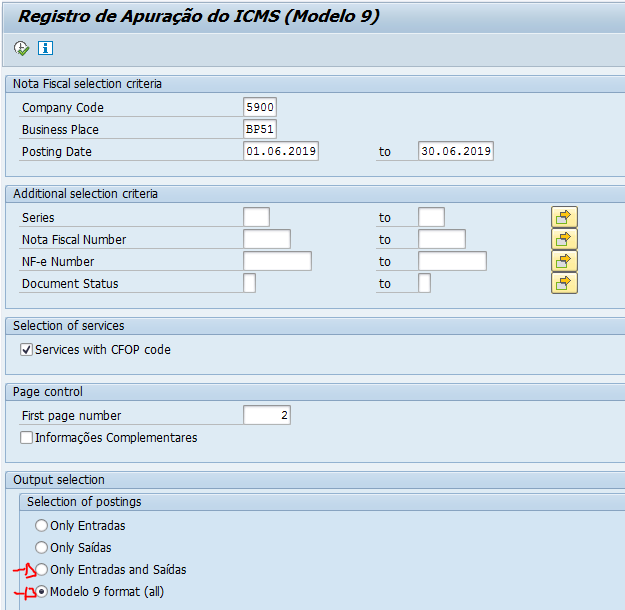 Registro de Apuração do ICMS (Modelo 9)
Nota Fiscal selection criteria
Company Code 5900
Business Place BP51
Posting Date 01.06.2019 to 30.06.2019
Additional selection criteria
Series to
Nota Fiscal Number to
NF-e Number to
Document Status to
Selection of services
Services with CFOP code
Page control
First page number 2
Informações Complementares
Output selection
Selection of postings
Only Entradas
Only Saídas
Only Entradas and Saídas
Modelo 9 format (all)